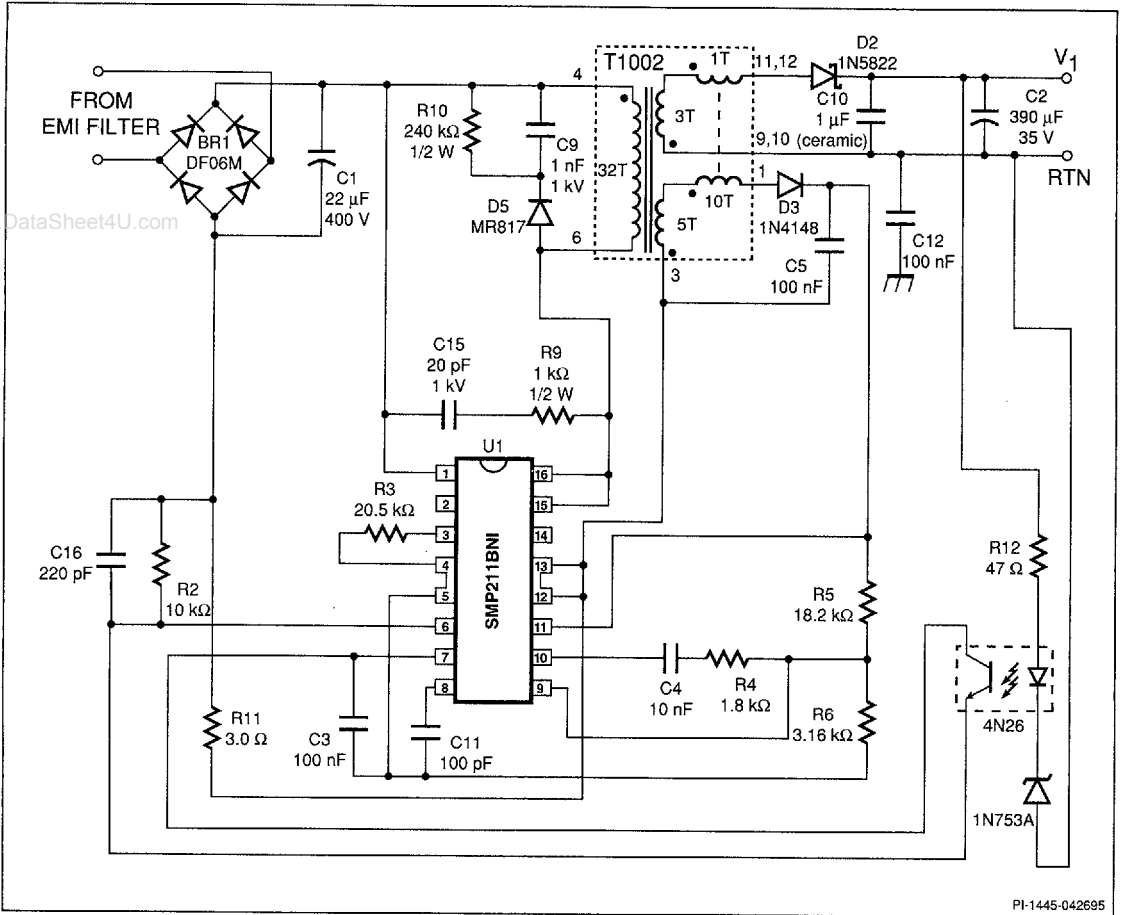 FROM
EMI FILTER
BR1
DF06M
C1
22 µF
400 V
DataSheet4U.com
R10
240 kΩ
1/2 W
C9
1 nF
1 kV
D5
MR817
T1002
4
6
32T
1T
3T
10T
5T
11,12
9,10 (ceramic)
1
3
D2
1N5822
C10
1 µF
D3
1N4148
C5
100 nF
V1
C2
390 µF
35 V
RTN
C12
100 nF
C15
20 pF
1 kV
R9
1 kΩ
1/2 W
U1
SMP211BNI
1
2
3
4
5
6
7
8
16
15
14
13
12
11
10
9
R3
20.5 kΩ
C16
220 pF
R2
10 kΩ
R11
3.0 Ω
C3
100 nF
C11
100 pF
C4
10 nF
R4
1.8 kΩ
R5
18.2 kΩ
R6
3.16 kΩ
R12
47 Ω
4N26
1N753A
PI-1445-042695